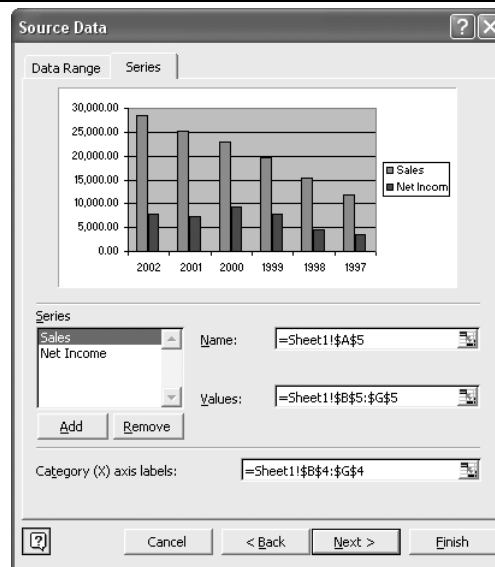 Source Data
Data Range Series
30,000.00
25,000.00
20,000.00
15,000.00
10,000.00
5,000.00
0.00
2002 2001 2000 1999 1998 1997
Sales
Net Incom
Series
Sales
Net Income
Name: =Sheet1!$A$5
Values: =Sheet1!$B$5:$G$5
Add Remove
Category (X) axis labels: =Sheet1!$B$4:$G$4
? Cancel < Back Next > Finish